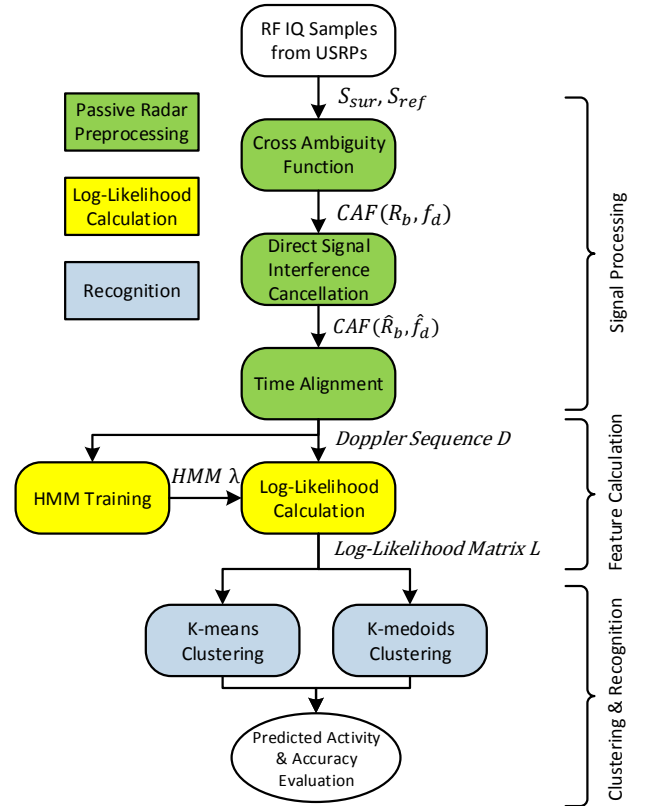 RF IQ Samples
from USRPs
S_sur, S_ref
Passive Radar
Preprocessing
Cross Ambiguity
Function
Log-Likelihood
Calculation
CAF(R_b, f_d)
Direct Signal
Interference
Cancellation
Recognition
CAF(R̂_b, f̂_d)
Time Alignment
Signal Processing
Doppler Sequence D
HMM Training
HMM λ
Log-Likelihood
Calculation
Log-Likelihood Matrix L
Feature Calculation
K-means
Clustering
K-medoids
Clustering
Predicted Activity
& Accuracy
Evaluation
Clustering & Recognition